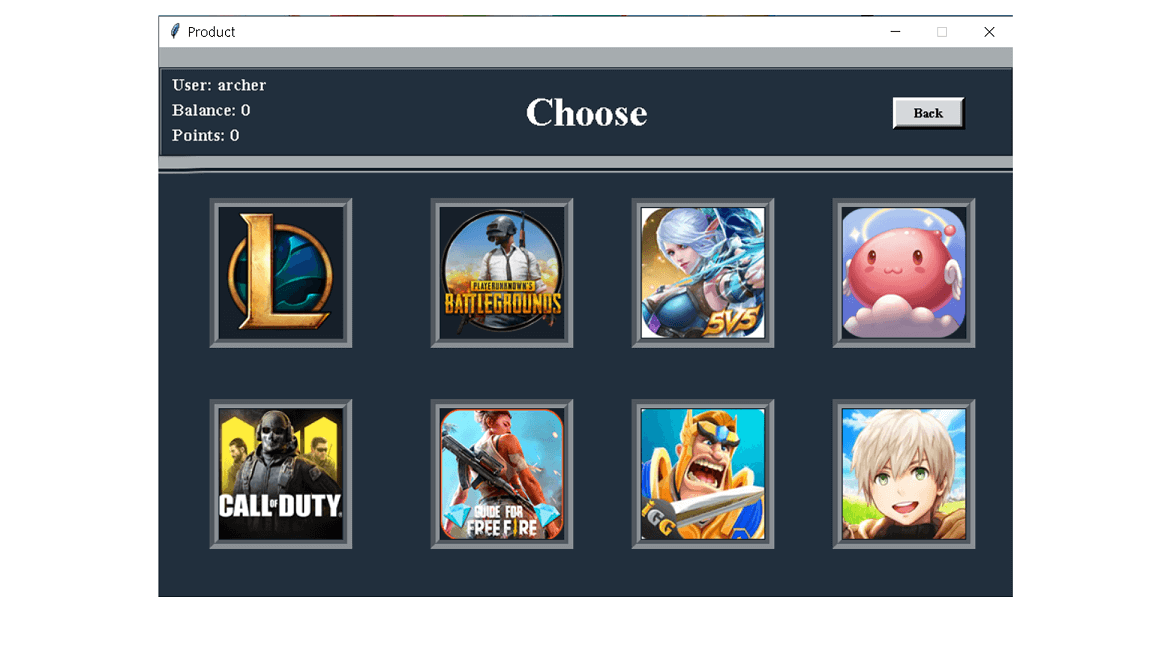 Product
User: archer
Balance: 0
Points: 0
Choose
Back
PLAYERUNKNOWN'S
BATTLEGROUNDS
5V5
CALL OF DUTY
GUIDE FOR
FREE FIRE
IGG